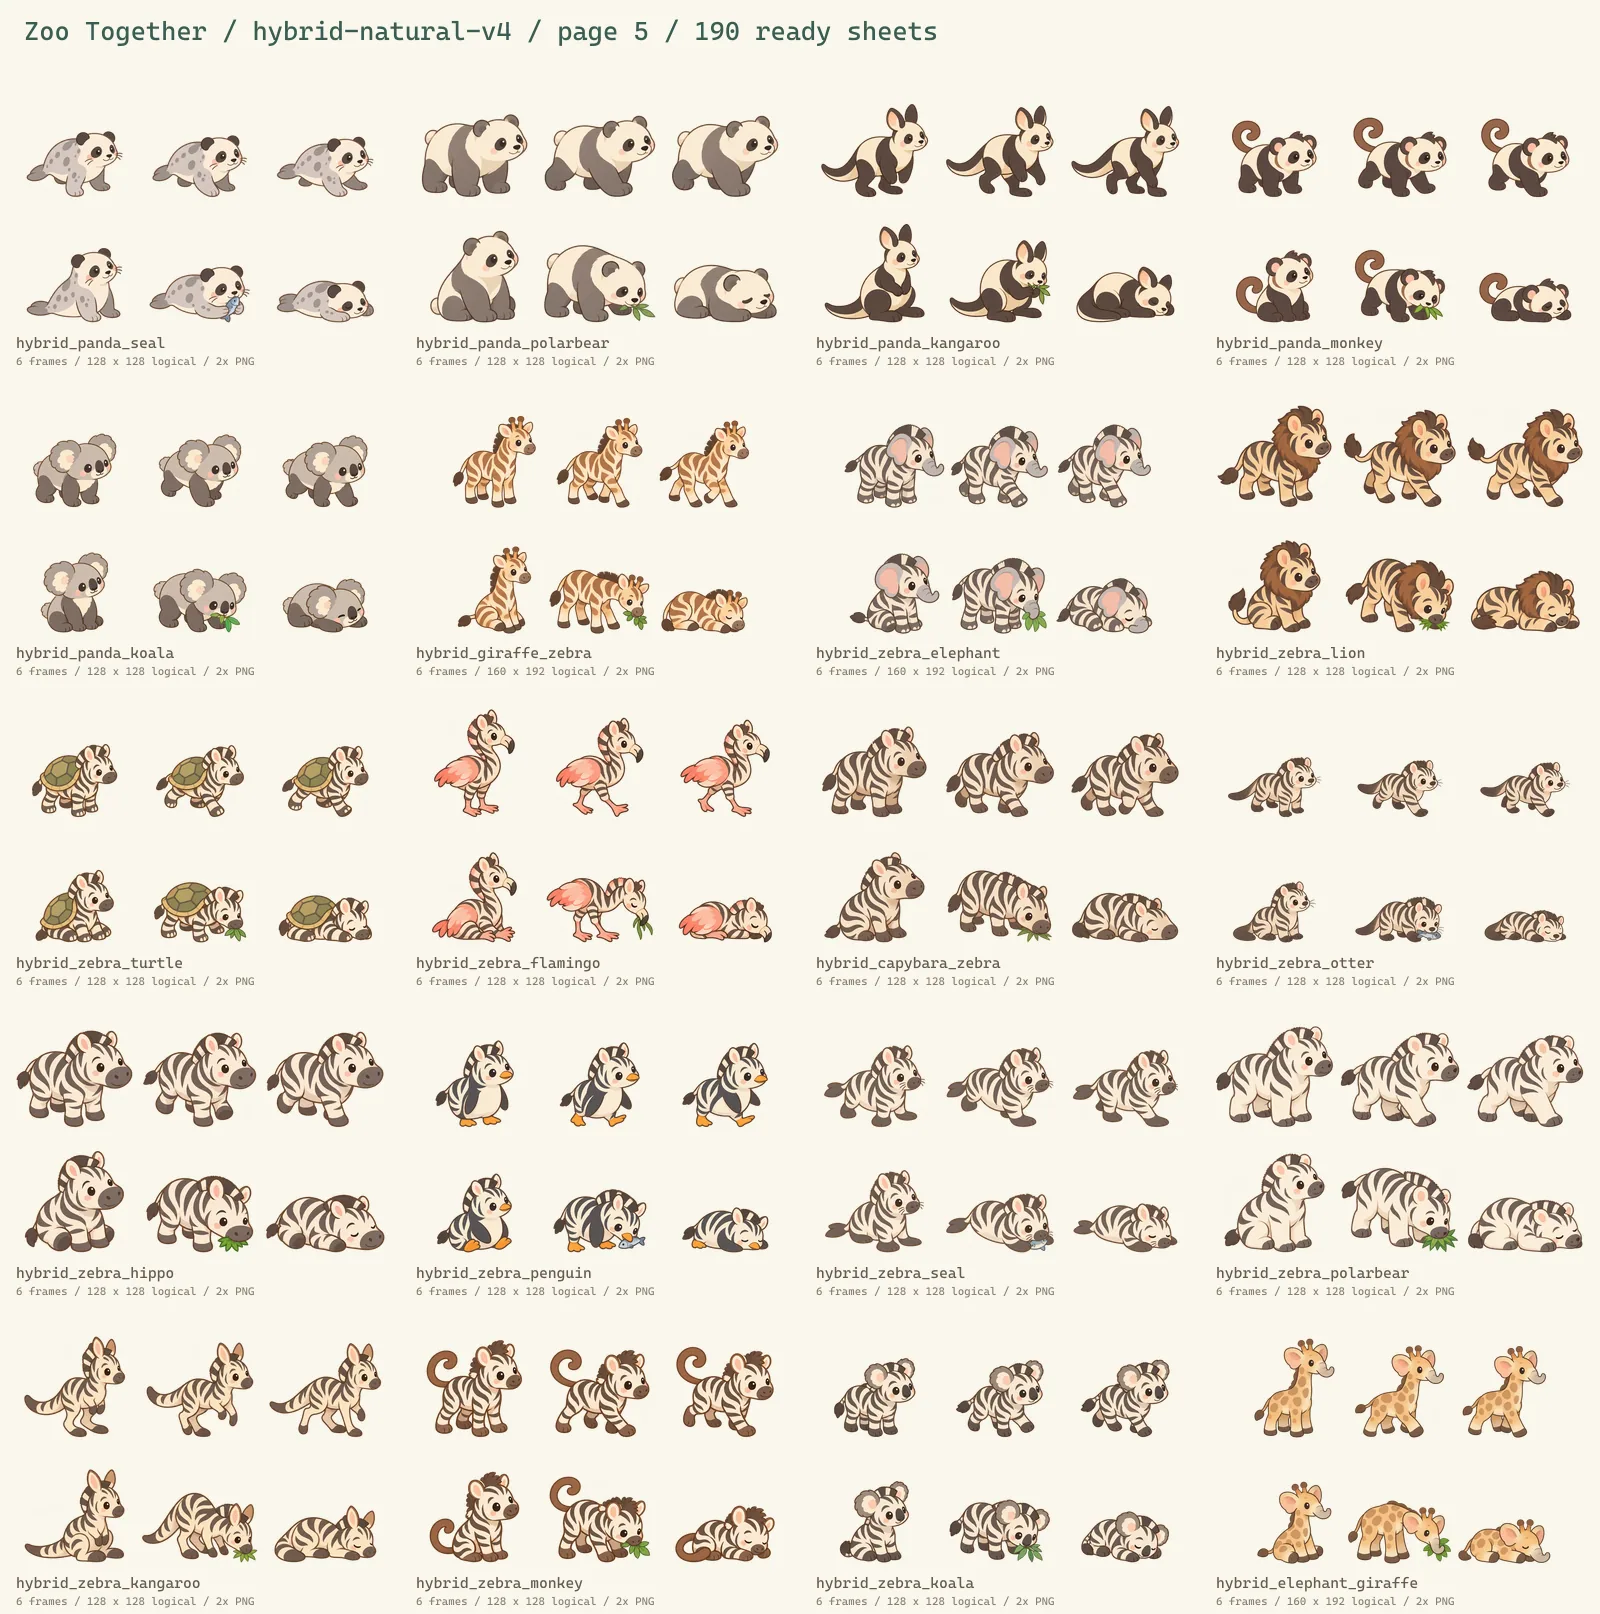 Zoo Together / hybrid-natural-v4 / page 5 / 190 ready sheets
hybrid_panda_seal
6 frames / 128 x 128 logical / 2x PNG
hybrid_panda_polarbear
6 frames / 128 x 128 logical / 2x PNG
hybrid_panda_kangaroo
6 frames / 128 x 128 logical / 2x PNG
hybrid_panda_monkey
6 frames / 128 x 128 logical / 2x PNG
hybrid_panda_koala
6 frames / 128 x 128 logical / 2x PNG
hybrid_giraffe_zebra
6 frames / 160 x 192 logical / 2x PNG
hybrid_zebra_elephant
6 frames / 160 x 192 logical / 2x PNG
hybrid_zebra_lion
6 frames / 128 x 128 logical / 2x PNG
hybrid_zebra_turtle
6 frames / 128 x 128 logical / 2x PNG
hybrid_zebra_flamingo
6 frames / 128 x 128 logical / 2x PNG
hybrid_capybara_zebra
6 frames / 128 x 128 logical / 2x PNG
hybrid_zebra_otter
6 frames / 128 x 128 logical / 2x PNG
hybrid_zebra_hippo
6 frames / 128 x 128 logical / 2x PNG
hybrid_zebra_penguin
6 frames / 128 x 128 logical / 2x PNG
hybrid_zebra_seal
6 frames / 128 x 128 logical / 2x PNG
hybrid_zebra_polarbear
6 frames / 128 x 128 logical / 2x PNG
hybrid_zebra_kangaroo
6 frames / 128 x 128 logical / 2x PNG
hybrid_zebra_monkey
6 frames / 128 x 128 logical / 2x PNG
hybrid_zebra_koala
6 frames / 128 x 128 logical / 2x PNG
hybrid_elephant_giraffe
6 frames / 160 x 192 logical / 2x PNG